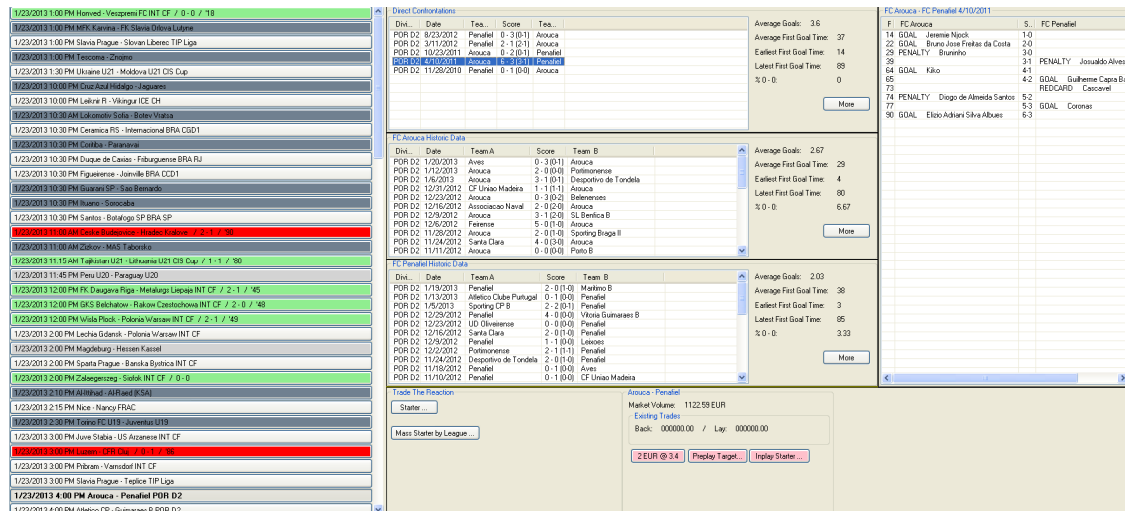 1/23/2013 1:00 PM Honved - Veszpremi FC INT CF / 0 - 0 / '18
1/23/2013 1:00 PM MFK Karvina - FK Slavia Orlova Lutyne
1/23/2013 1:00 PM Slavia Prague - Slovan Liberec TIP Liga
1/23/2013 1:00 PM Tescoma - Znojmo
1/23/2013 1:30 PM Ukraine U21 - Moldova U21 CIS Cup
1/23/2013 10:00 PM Cruz Azul Hidalgo - Jaguares
1/23/2013 10:00 PM Leiknir R - Vikingur ICE CH
1/23/2013 10:30 AM Lokomotiv Sofia - Botev Vratsa
1/23/2013 10:30 PM Ceramica RS - Internacional BRA CGD1
1/23/2013 10:30 PM Coritiba - Paranavai
1/23/2013 10:30 PM Duque de Caxias - Friburguense BRA RJ
1/23/2013 10:30 PM Figueirense - Joinville BRA CCD1
1/23/2013 10:30 PM Guarani SP - Sao Bernardo
1/23/2013 10:30 PM Ituano - Sorocaba
1/23/2013 10:30 PM Santos - Botafogo SP BRA SP
1/23/2013 11:00 AM Ceske Budejovice - Hradec Kralove / 2 - 1 / '90
1/23/2013 11:00 AM Zizkov - MAS Taborsko
1/23/2013 11:15 AM Tajikistan U21 - Lithuania U21 CIS Cup / 1 - 1 / '80
1/23/2013 11:45 PM Peru U20 - Paraguay U20
1/23/2013 12:00 PM FK Daugava Riga - Metalurgs Liepaja INT CF / 2 - 1 / '45
1/23/2013 12:00 PM GKS Belchatow - Rakow Czestochowa INT CF / 2 - 0 / '48
1/23/2013 12:00 PM Wisla Plock - Polonia Warsaw INT CF / 2 - 1 / '49
1/23/2013 2:00 PM Lechia Gdansk - Polonia Warsaw INT CF
1/23/2013 2:00 PM Magdeburg - Hessen Kassel
1/23/2013 2:00 PM Sparta Prague - Banska Bystrica INT CF
1/23/2013 2:00 PM Zalaegerszeg - Siofok INT CF / 0 - 0
1/23/2013 2:10 PM Al-Ittihad - Al-Raed (KSA)
1/23/2013 2:15 PM Nice - Nancy FRAC
1/23/2013 2:30 PM Torino FC U19 - Juventus U19
1/23/2013 3:00 PM Juve Stabia - US Arzanese INT CF
1/23/2013 3:00 PM Luzern - CFR Cluj / 0 - 1 /
1/23/2013 3:00 PM Pribram - Varnsdorf INT CF
1/23/2013 3:00 PM Slavia Prague - Teplice TIP Liga
1/23/2013 4:00 PM Arouca - Penafiel POR D2
1/23/2013 4:00 PM Atletico CP - Guimaraes B POR D2
Direct Confrontations
Divi... Date Tea... Score Tea...
POR D2 8/23/2012 Penafiel 0 - 3 (0-1) Arouca
POR D2 3/11/2012 Penafiel 2 - 1 (2-1) Arouca
POR D2 10/23/2011 Arouca 0 - 2 (0-1) Penafiel
POR D2 4/10/2011 Arouca 6 - 3 (3-1) Penafiel
POR D2 11/28/2010 Penafiel 0 - 1 (0-0) Arouca
Average Goals: 3.6
Average First Goal Time: 37
Earliest First Goal Time: 14
Latest First Goal Time: 89
% 0 - 0: 0
More
FC Arouca Historic Data
Divi... Date Team A Score Team B
POR D2 1/20/2013 Aves 0 - 3 (0-1) Arouca
POR D2 1/12/2013 Arouca 2 - 0 (0-0) Portimonense
POR D2 1/6/2013 Arouca 3 - 1 (0-1) Desportivo de Tondela
POR D2 12/31/2012 CF Uniao Madeira 1 - 1 (1-1) Arouca
POR D2 12/23/2012 Arouca 0 - 3 (0-2) Belenenses
POR D2 12/16/2012 Associacao Naval 2 - 0 (2-0) Arouca
POR D2 12/9/2012 Arouca 3 - 1 (2-0) SL Benfica B
POR D2 12/6/2012 Feirense 5 - 0 (1-0) Arouca
POR D2 11/28/2012 Arouca 2 - 0 (1-0) Sporting Braga II
POR D2 11/24/2012 Santa Clara 4 - 0 (3-0) Arouca
POR D2 11/11/2012 Arouca 0 - 0 (0-0) Porto B
Average Goals: 2.67
Average First Goal Time: 29
Earliest First Goal Time: 4
Latest First Goal Time: 80
% 0 - 0: 6.67
More
FC Penafiel Historic Data
Divi... Date Team A Score Team B
POR D2 1/19/2013 Penafiel 2 - 0 (1-0) Maritimo B
POR D2 1/13/2013 Atletico Clube Purtugal 0 - 1 (0-0) Penafiel
POR D2 1/5/2013 Sporting CP B 2 - 2 (0-1) Penafiel
POR D2 12/29/2012 Penafiel 4 - 0 (0-0) Vitoria Guimaraes B
POR D2 12/23/2012 UD Oliveirense 0 - 0 (0-0) Penafiel
POR D2 12/16/2012 Santa Clara 2 - 0 (1-0) Penafiel
POR D2 12/9/2012 Penafiel 1 - 1 (0-0) Leixoes
POR D2 12/2/2012 Portimonense 2 - 1 (1-1) Penafiel
POR D2 11/24/2012 Desportivo de Tondela 2 - 0 (1-0) Penafiel
POR D2 11/18/2012 Penafiel 0 - 1 (0-0) Aves
POR D2 11/10/2012 Penafiel 0 - 1 (0-0) CF Uniao Madeira
Average Goals: 2.03
Average First Goal Time: 38
Earliest First Goal Time: 3
Latest First Goal Time: 85
% 0 - 0: 3.33
More
Trade The Reaction
Starter ...
Mass Starter by League ...
Arouca - Penafiel
Market Volume: 1122.59 EUR
Existing Trades
Back: 000000.00 / Lay: 000000.00
2 EUR @ 3.4 Preplay Target... Inplay Starter ...
FC Arouca - FC Penafiel 4/10/2011
F FC Arouca S.. FC Penafiel
14 GOAL Jeremie Njock 1-0
22 GOAL Bruno Jose Freitas da Costa 2-0
29 PENALTY Bruninho 3-0
39 3-1 PENALTY Josualdo Alves
64 GOAL Kiko 4-1
65 4-2 GOAL Guilherme Capra Ba
73 REDCARD Cascavel
74 PENALTY Diogo de Almeida Santos 5-2
77 5-3 GOAL Coronas
90 GOAL Elizio Adriani Silva Albues 6-3